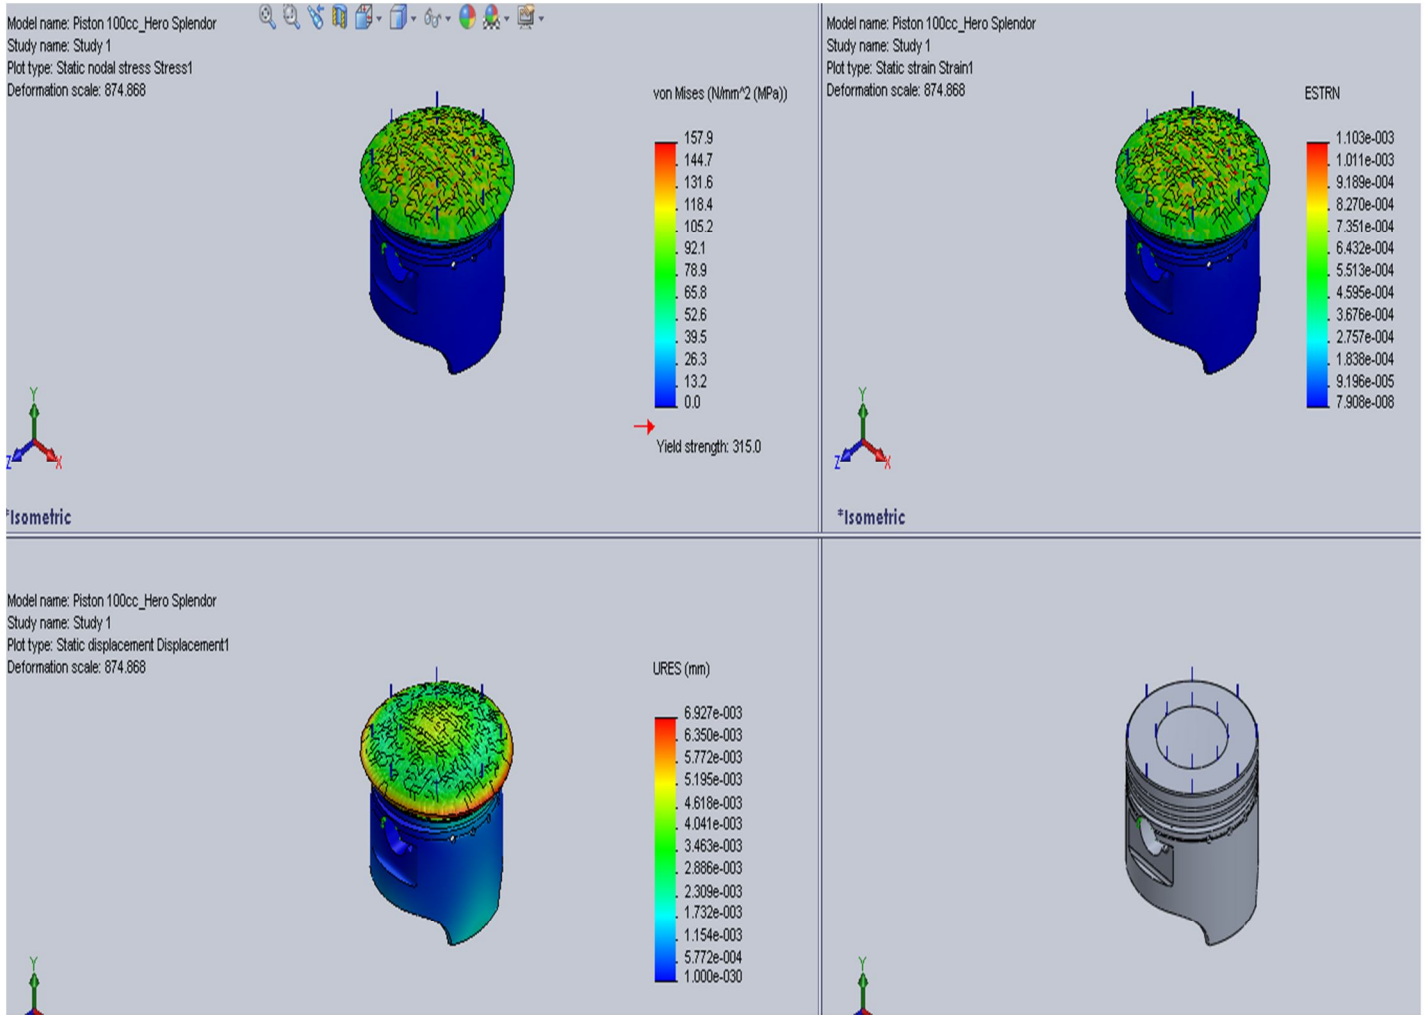 Model name: Piston 100cc_Hero Splendor
Study name: Study 1
Plot type: Static nodal stress Stress1
Deformation scale: 874.868
von Mises (N/mm^2 (MPa))
157.9
144.7
131.6
118.4
105.2
92.1
78.9
65.8
52.6
39.5
26.3
13.2
0.0
Yield strength: 315.0
Y
Z
X
*Isometric
Model name: Piston 100cc_Hero Splendor
Study name: Study 1
Plot type: Static strain Strain1
Deformation scale: 874.868
ESTRN
1.103e-003
1.011e-003
9.189e-004
8.270e-004
7.351e-004
6.432e-004
5.513e-004
4.595e-004
3.676e-004
2.757e-004
1.838e-004
9.196e-005
7.908e-008
Y
Z
X
*Isometric
Model name: Piston 100cc_Hero Splendor
Study name: Study 1
Plot type: Static displacement Displacement1
Deformation scale: 874.868
URES (mm)
6.927e-003
6.350e-003
5.772e-003
5.195e-003
4.618e-003
4.041e-003
3.463e-003
2.886e-003
2.309e-003
1.732e-003
1.154e-003
5.772e-004
1.000e-030
Y
Y